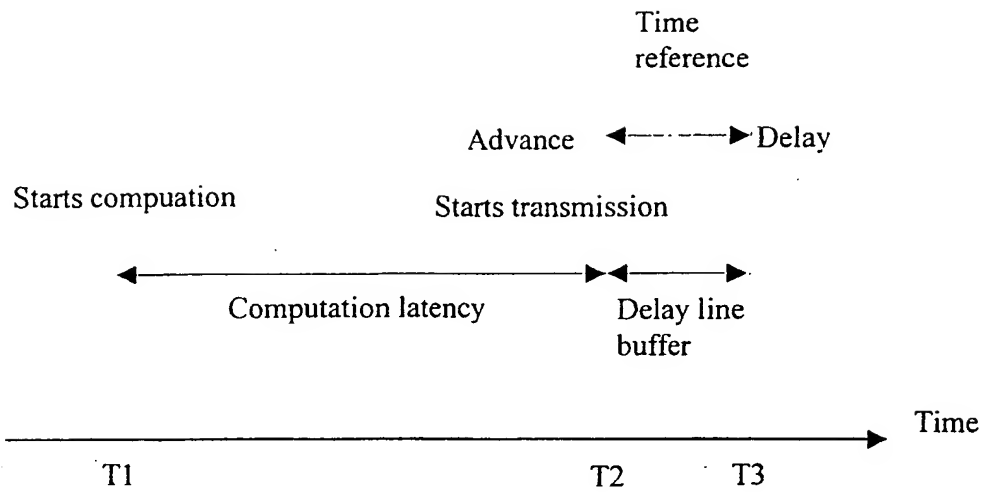 Time
reference
Advance
Delay
Starts compuation
Starts transmission
Computation latency
Delay line
buffer
Time
T1
T2
T3